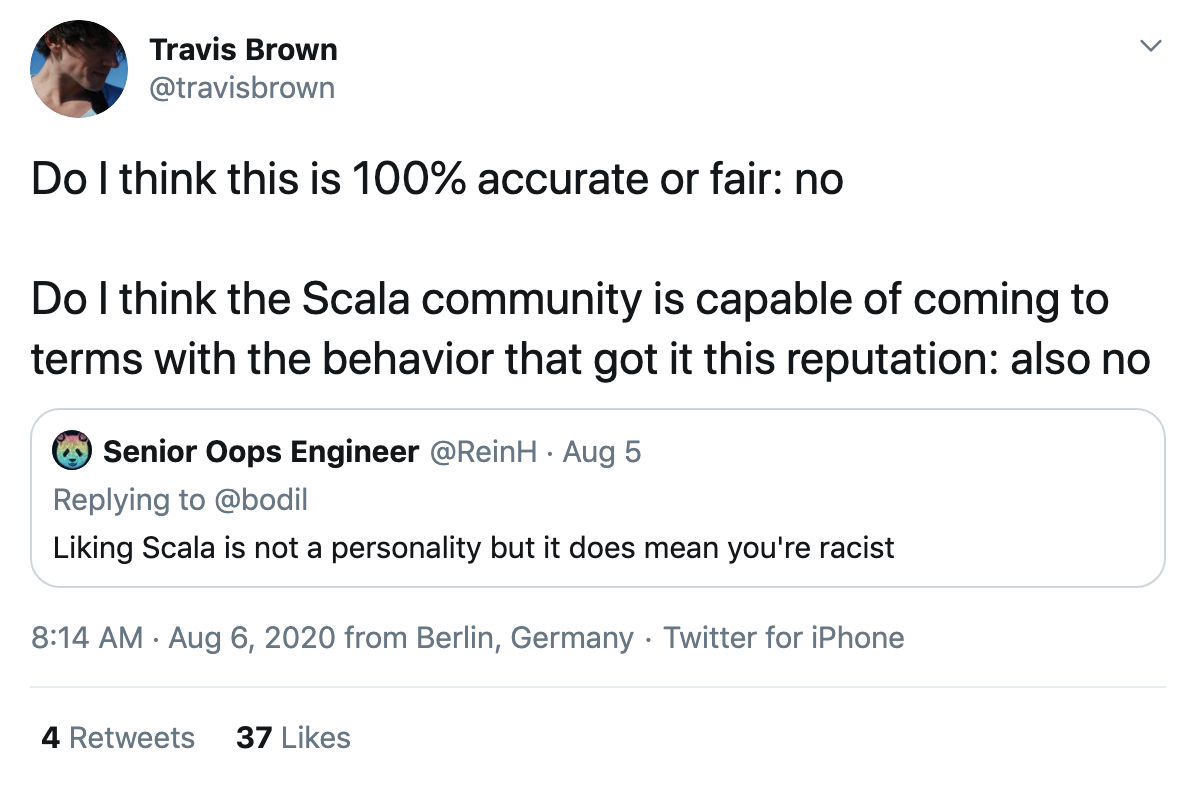 Travis Brown
@travisbrown
Do I think this is 100% accurate or fair: no
Do I think the Scala community is capable of coming to
terms with the behavior that got it this reputation: also no
Senior Oops Engineer @ReinH · Aug 5
Replying to @bodil
Liking Scala is not a personality but it does mean you're racist
8:14 AM · Aug 6, 2020 from Berlin, Germany · Twitter for iPhone
4 Retweets 37 Likes